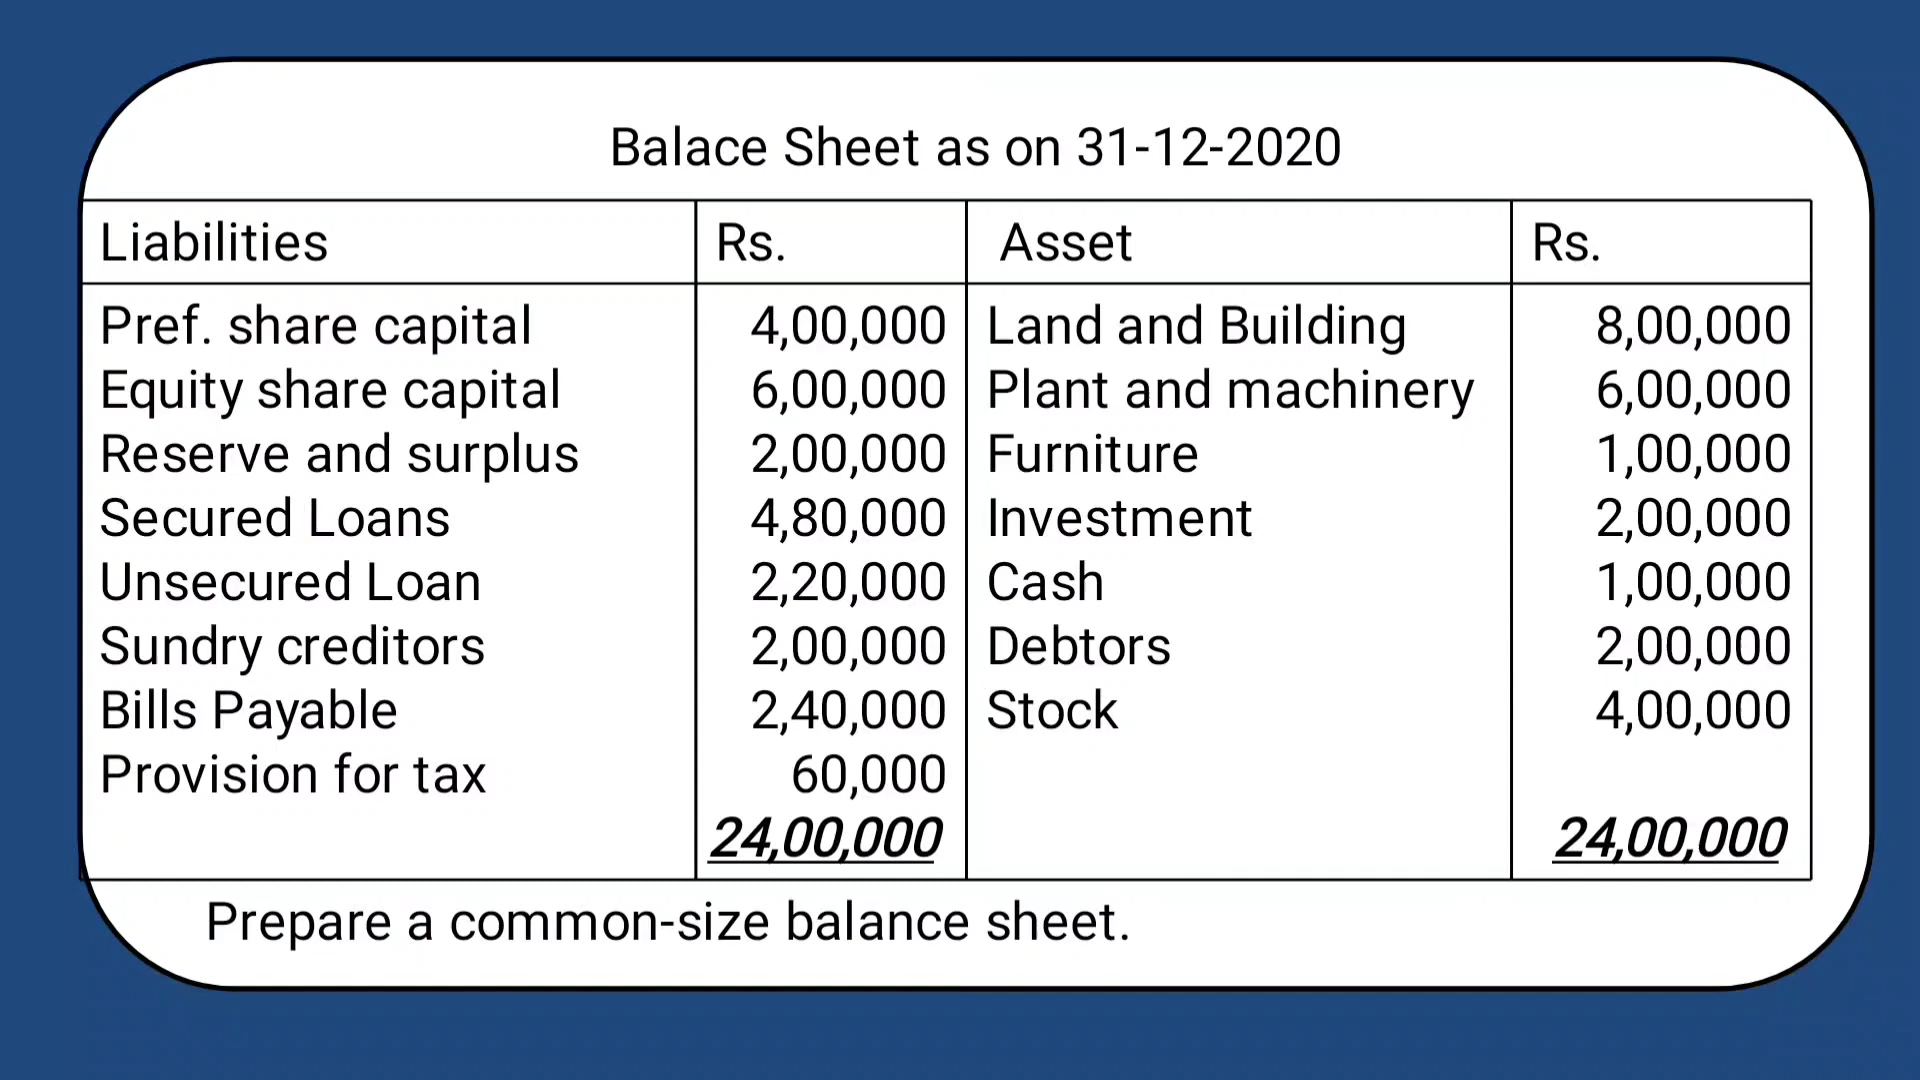 Balace Sheet as on 31-12-2020
Liabilities Rs. Asset Rs.
Pref. share capital 4,00,000 Land and Building 8,00,000
Equity share capital 6,00,000 Plant and machinery 6,00,000
Reserve and surplus 2,00,000 Furniture 1,00,000
Secured Loans 4,80,000 Investment 2,00,000
Unsecured Loan 2,20,000 Cash 1,00,000
Sundry creditors 2,00,000 Debtors 2,00,000
Bills Payable 2,40,000 Stock 4,00,000
Provision for tax 60,000
24,00,000 24,00,000
Prepare a common-size balance sheet.